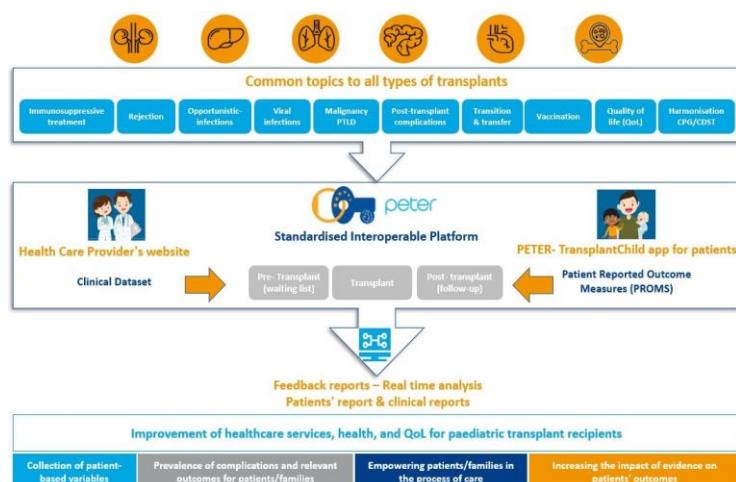 Common topics to all types of transplants
Immunosuppressive
treatment
Rejection
Opportunistic-
infections
Viral
infections
Malignancy
PTLD
Post-transplant
complications
Transition
& transfer
Vaccination
Quality of
life (QoL)
Harmonisation
CPG/CDST
peter
Standardised Interoperable Platform
Health Care Provider's website
Clinical Dataset
Pre- Transplant
(waiting list)
Transplant
Post- transplant
(follow-up)
PETER- TransplantChild app for patients
Patient Reported Outcome
Measures (PROMS)
Feedback reports – Real time analysis
Patients' report & clinical reports
Improvement of healthcare services, health, and QoL for paediatric transplant recipients
Collection of patient-
based variables
Prevalence of complications and relevant
outcomes for patients/families
Empowering patients/families in
the process of care
Increasing the impact of evidence on
patients' outcomes